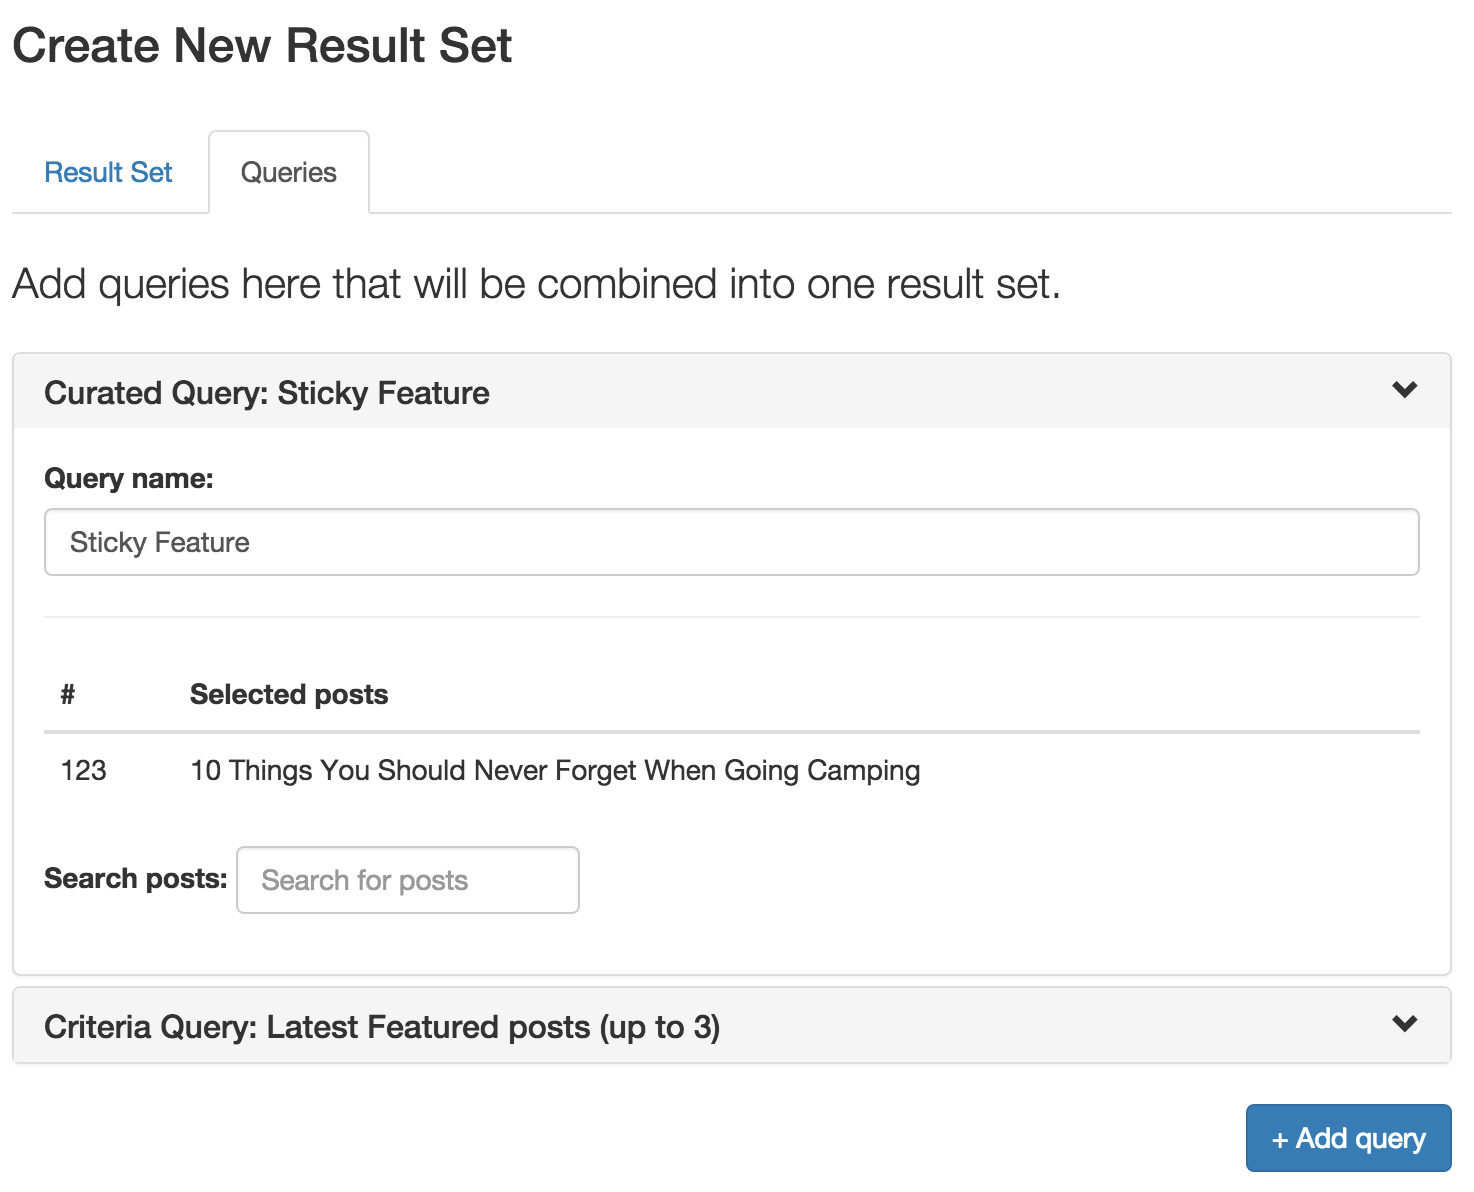 Create New Result Set
Result Set Queries
Add queries here that will be combined into one result set.
Curated Query: Sticky Feature
Query name:
Sticky Feature
# Selected posts
123 10 Things You Should Never Forget When Going Camping
Search posts: Search for posts
Criteria Query: Latest Featured posts (up to 3)
+ Add query